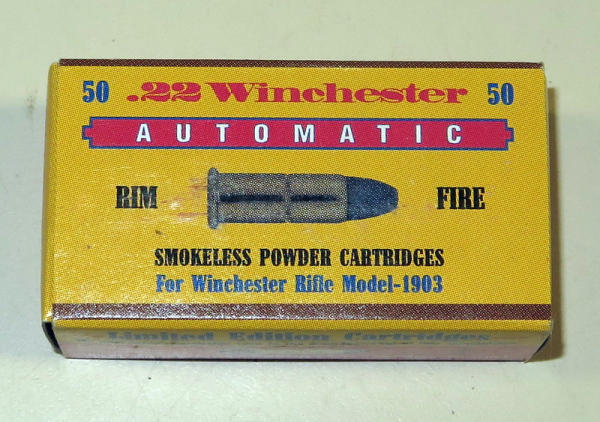 50 .22 Winchester 50
AUTOMATIC
RIM FIRE
SMOKELESS POWDER CARTRIDGES
For Winchester Rifle Model-1903
Limited Edition Cartridges